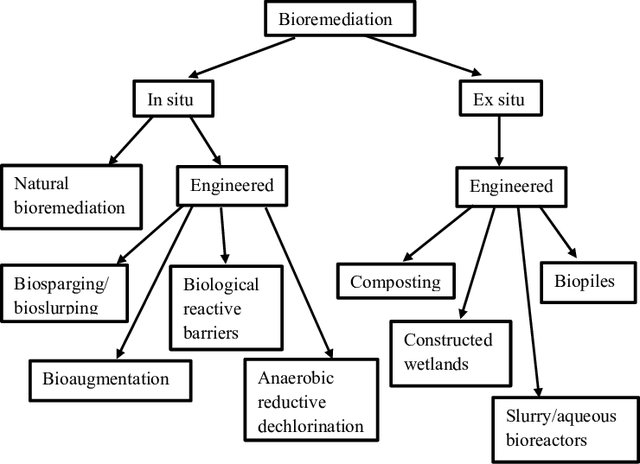 Bioremediation
In situ
Ex situ
Natural
bioremediation
Engineered
Engineered
Biosparging/
bioslurping
Biological
reactive
barriers
Composting
Biopiles
Bioaugmentation
Anaerobic
reductive
dechlorination
Constructed
wetlands
Slurry/aqueous
bioreactors